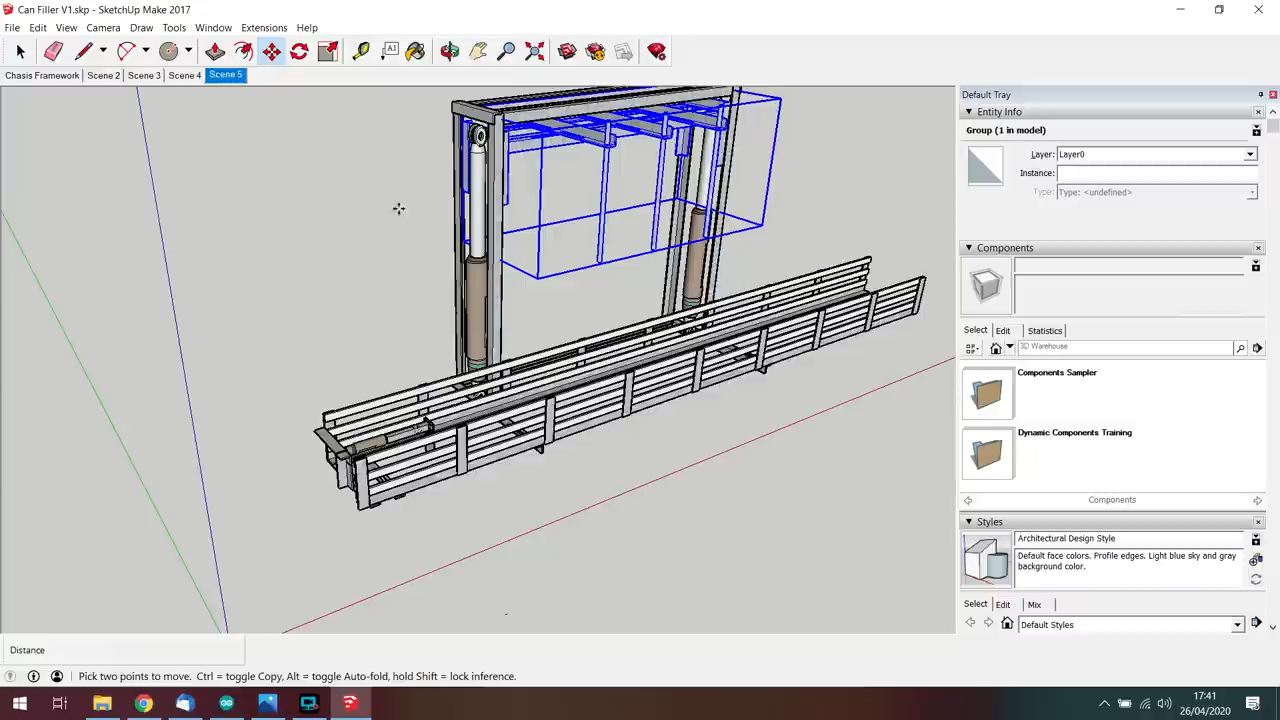 Can Filler V1.skp - SketchUp Make 2017
File Edit View Camera Draw Tools Window Extensions Help
A1
Chasis Framework Scene 2 Scene 3 Scene 4 Scene 5
Default Tray
Entity Info
Group (1 in model)
Layer: Layer0
Instance:
Type: Type: <undefined>
Components
Select Edit Statistics
3D Warehouse
Components Sampler
Dynamic Components Training
Components
Styles
Architectural Design Style
Default face colors. Profile edges. Light blue sky and gray
background color.
Select Edit Mix
Default Styles
Distance
Pick two points to move. Ctrl = toggle Copy, Alt = toggle Auto-fold, hold Shift = lock inference.
17:41
26/04/2020